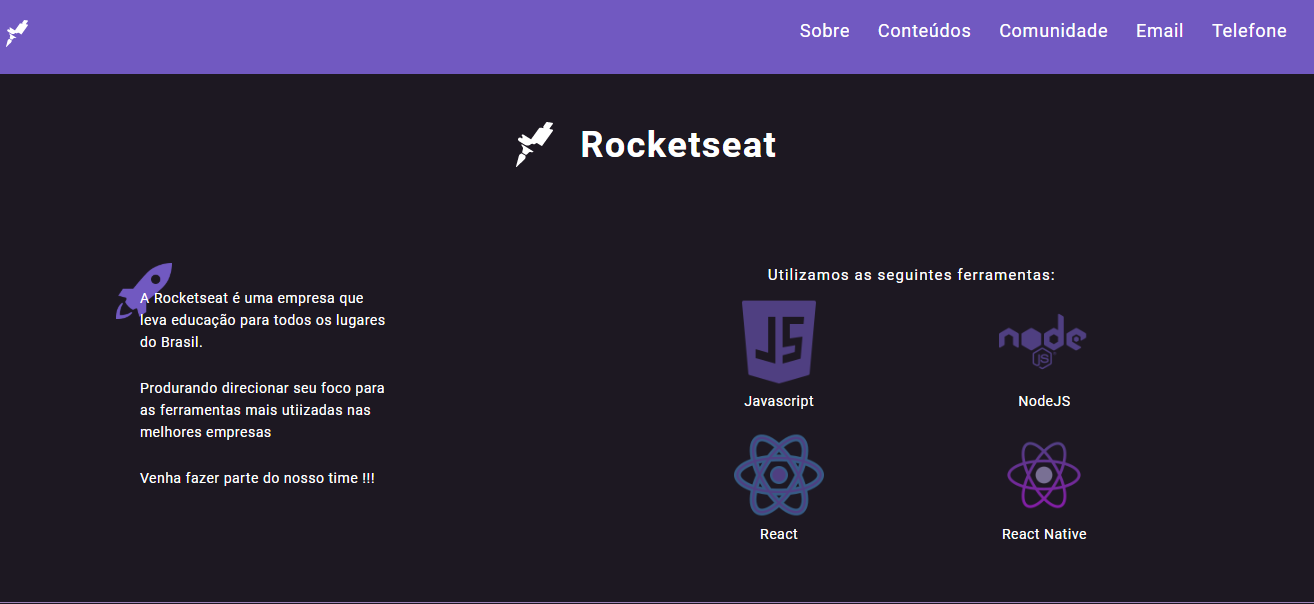 Sobre Conteúdos Comunidade Email Telefone
Rocketseat
A Rocketseat é uma empresa que
leva educação para todos os lugares
do Brasil.
Produrando direcionar seu foco para
as ferramentas mais utiizadas nas
melhores empresas
Venha fazer parte do nosso time !!!
Utilizamos as seguintes ferramentas:
JS
node
JS
Javascript
NodeJS
React
React Native